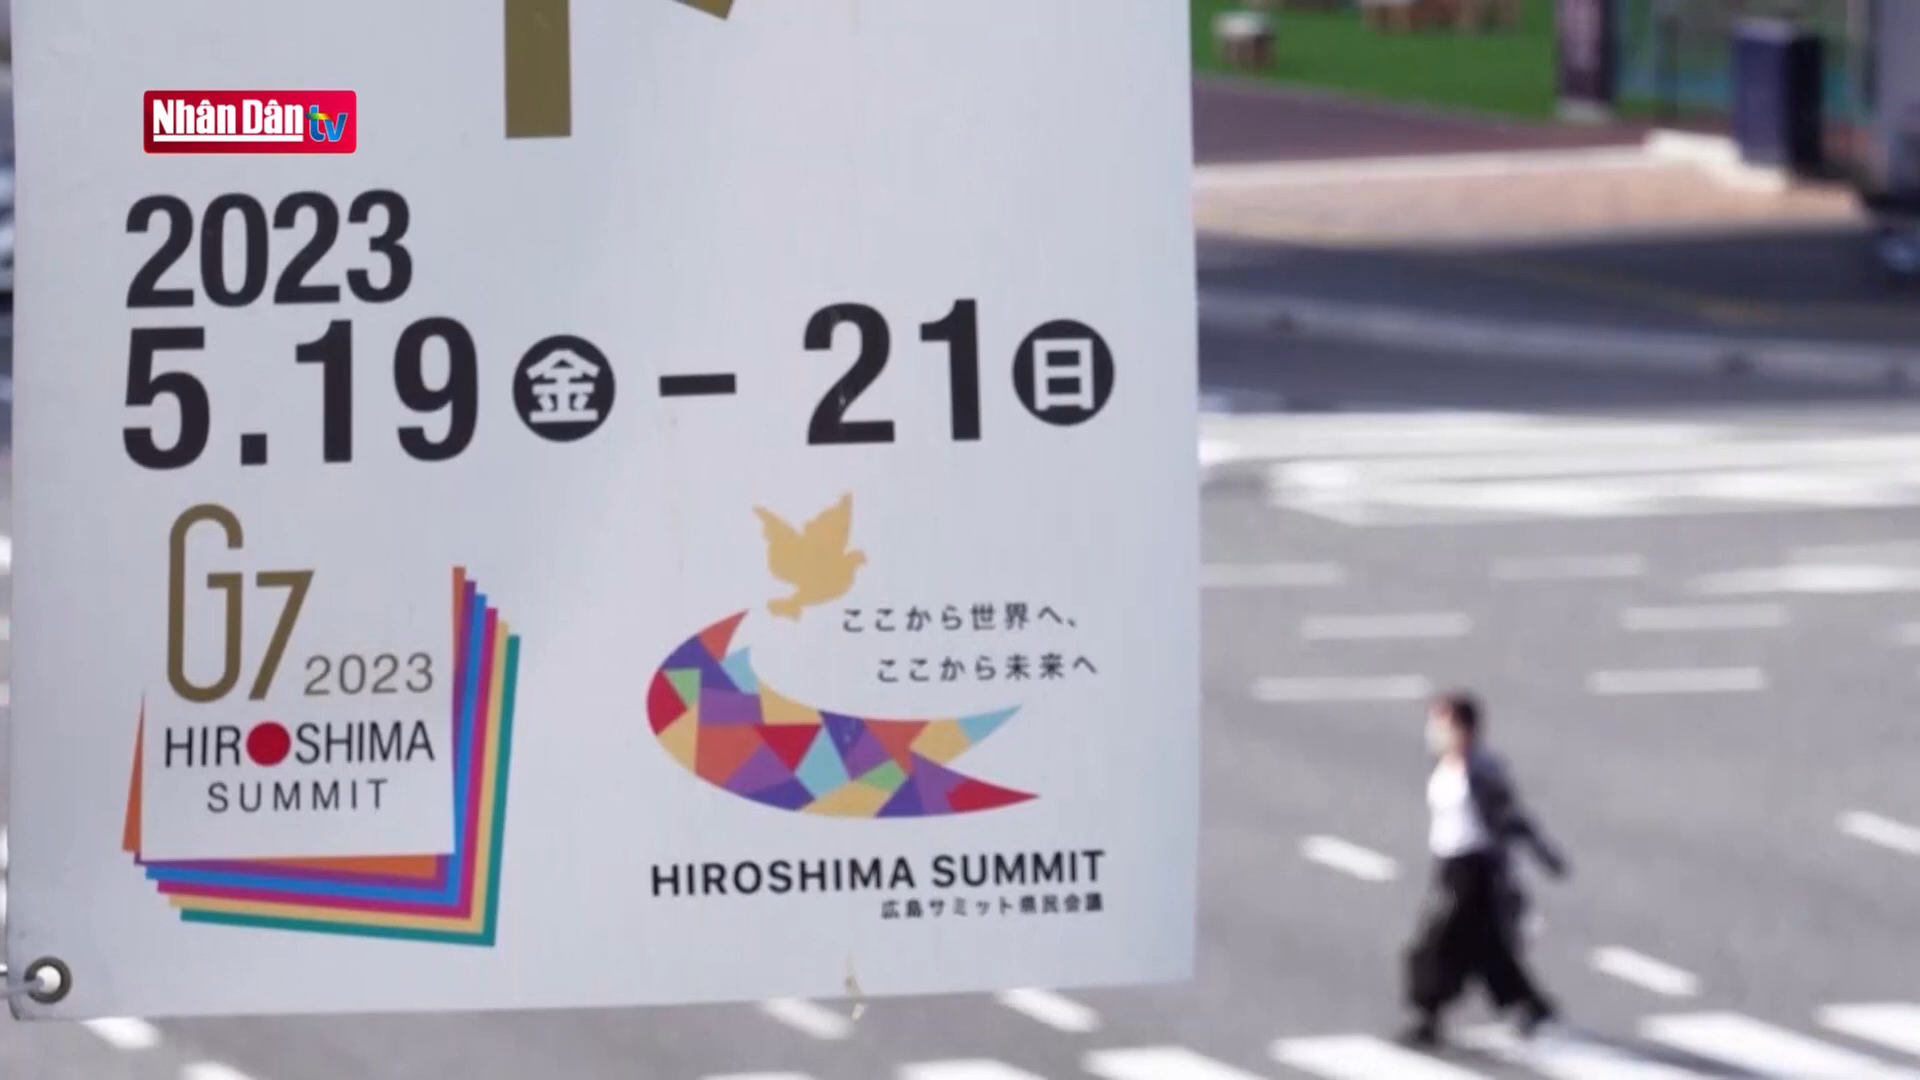 Nhân Dân tv
2023
5.19 金 – 21 日
G7 2023
HIROSHIMA
SUMMIT
ここから世界へ、
ここから未来へ
HIROSHIMA SUMMIT
広島サミット県民会議